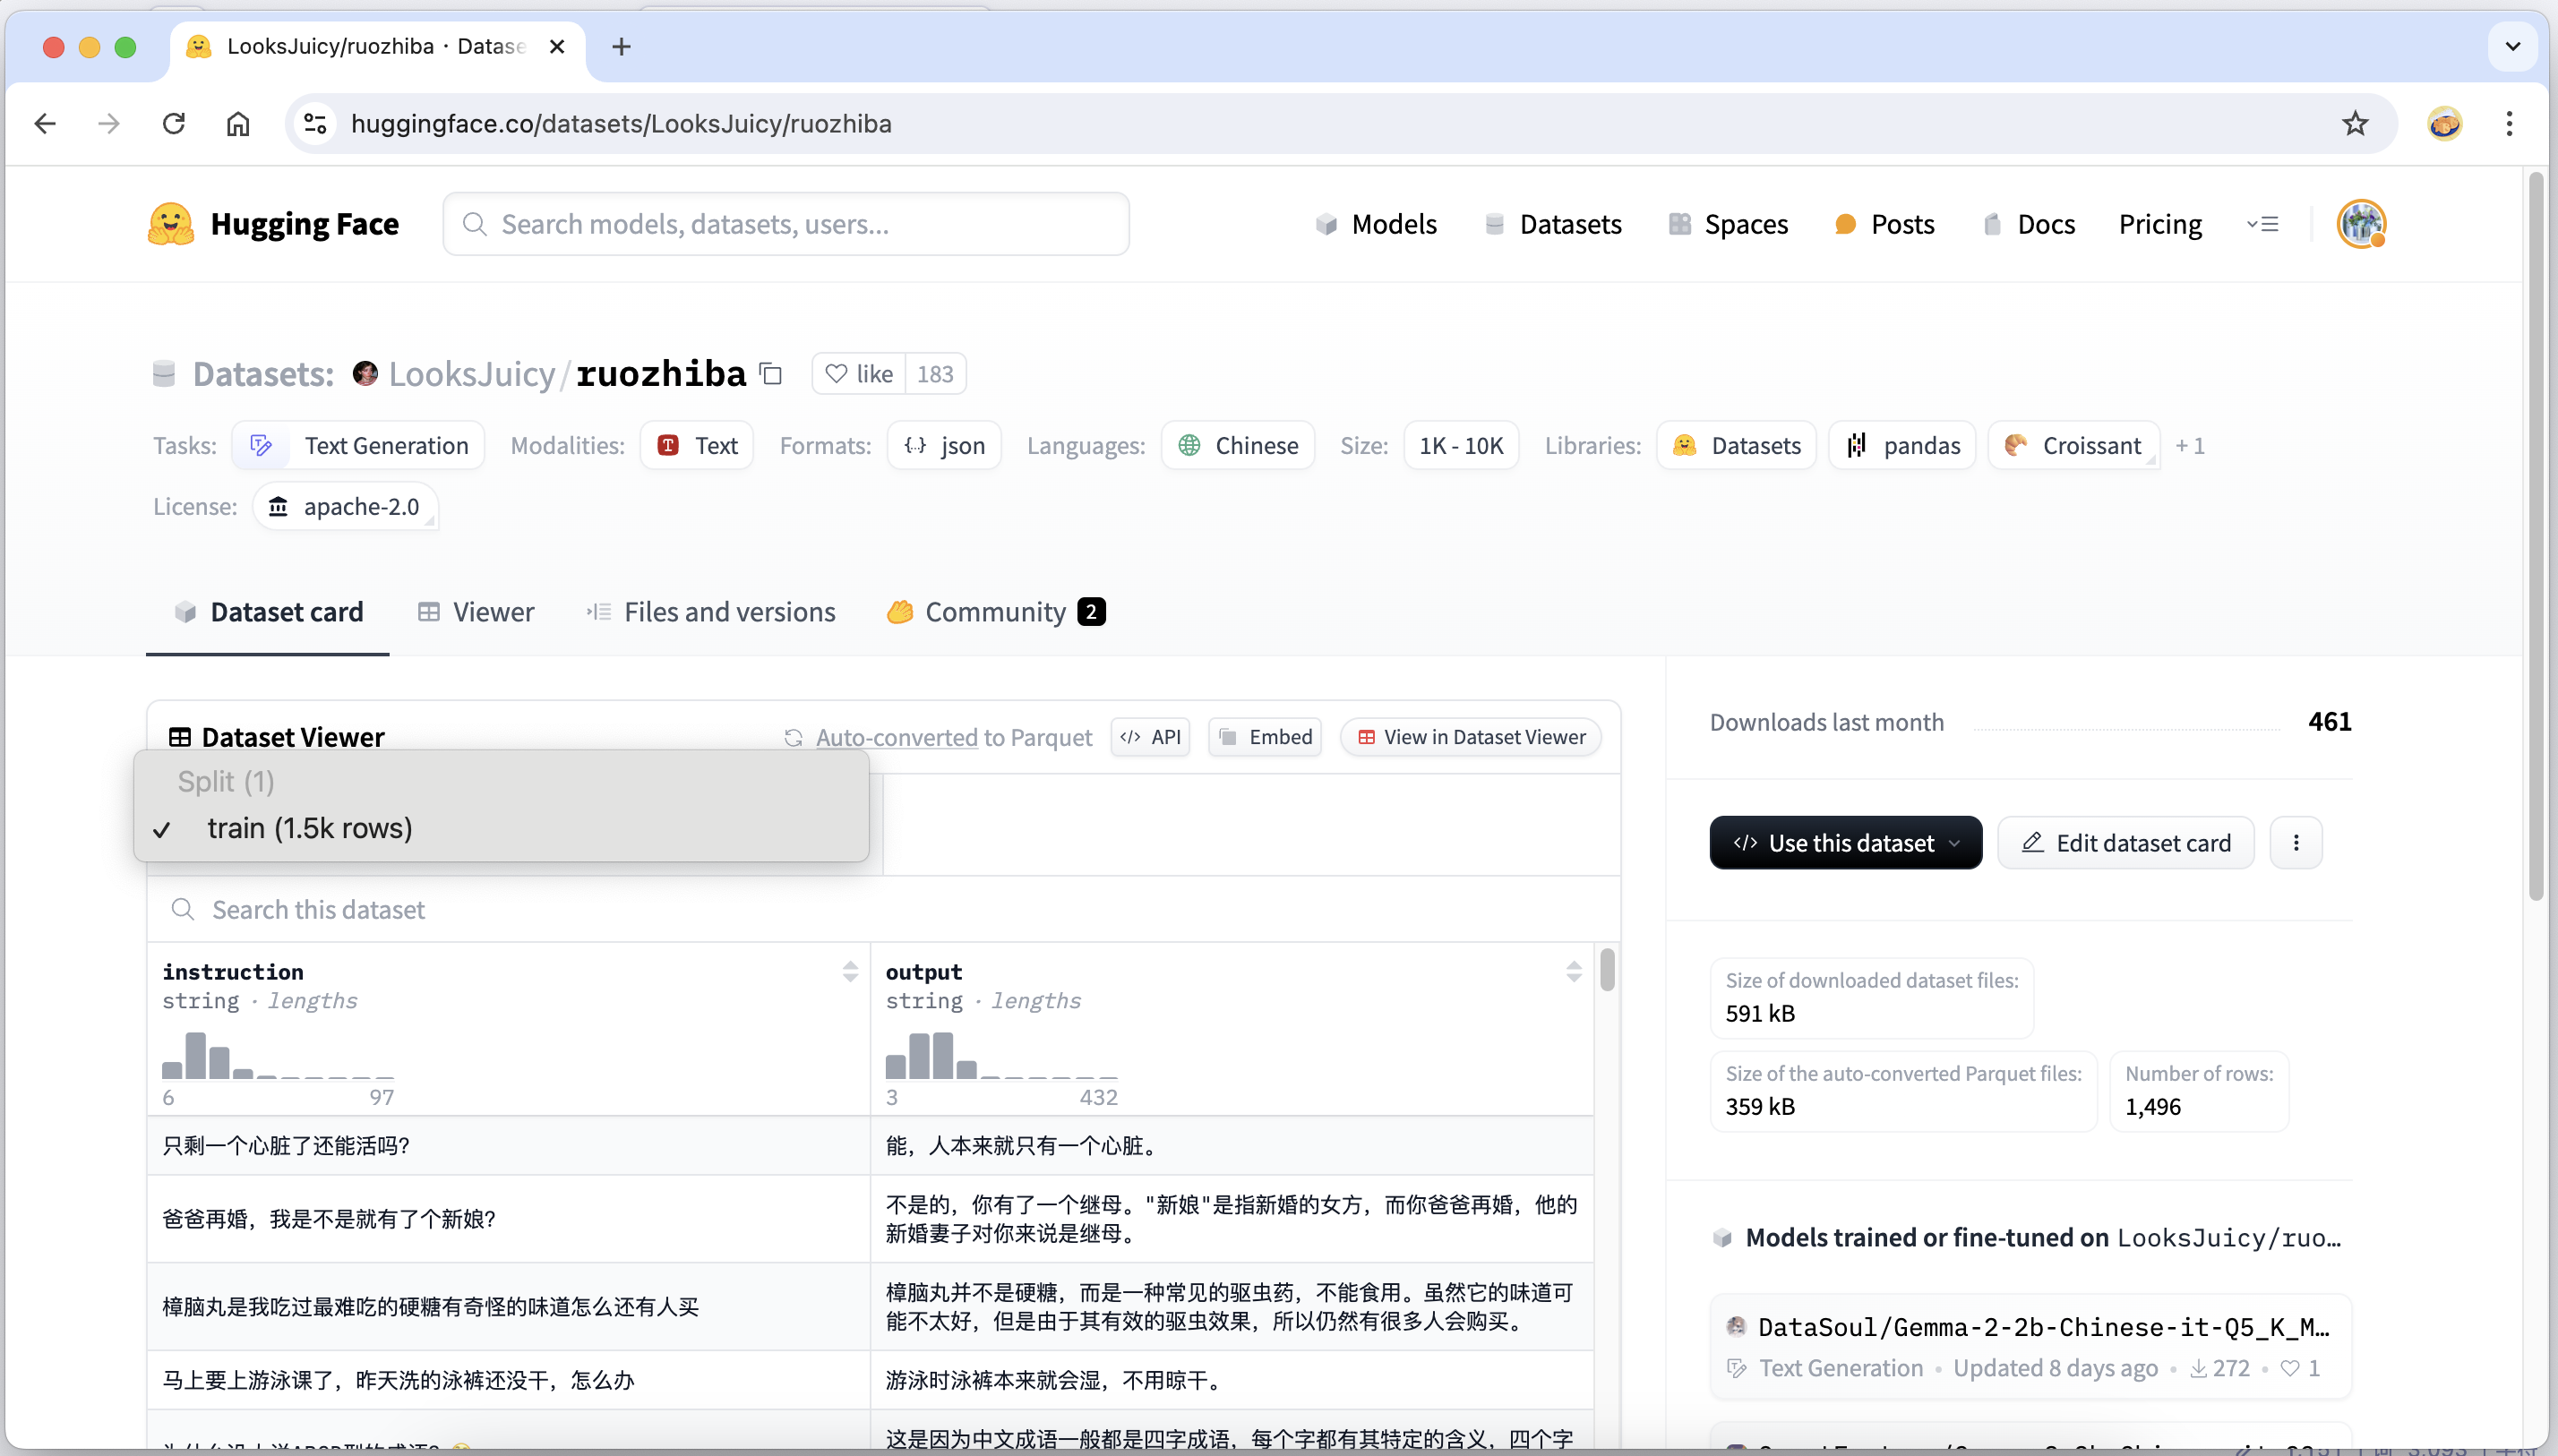 LooksJuicy/ruozhiba · Datase
huggingface.co/datasets/LooksJuicy/ruozhiba
Hugging Face
Search models, datasets, users...
Models
Datasets
Spaces
Posts
Docs
Pricing
Datasets: LooksJuicy/ruozhiba
like 183
Tasks: Text Generation Modalities: Text Formats: json Languages: Chinese Size: 1K - 10K Libraries: Datasets pandas Croissant + 1
License: apache-2.0
Dataset card Viewer Files and versions Community 2
Dataset Viewer
Auto-converted to Parquet API Embed View in Dataset Viewer
Split (1)
train (1.5k rows)
Search this dataset
instruction
string · lengths
6 97
output
string · lengths
3 432
只剩一个心脏了还能活吗?
能，人本来就只有一个心脏。
爸爸再婚，我是不是就有了个新娘?
不是的，你有了一个继母。"新娘"是指新婚的女方，而你爸爸再婚，他的
新婚妻子对你来说是继母。
樟脑丸是我吃过最难吃的硬糖有奇怪的味道怎么还有人买
樟脑丸并不是硬糖，而是一种常见的驱虫药，不能食用。虽然它的味道可
能不太好，但是由于其有效的驱虫效果，所以仍然有很多人会购买。
马上要上游泳课了，昨天洗的泳裤还没干，怎么办
游泳时泳裤本来就会湿，不用晾干。
这是因为中文成语一般都是四字成语，每个字都有其特定的含义，四个字
Downloads last month 461
Use this dataset
Edit dataset card
Size of downloaded dataset files:
591 kB
Size of the auto-converted Parquet files:
359 kB
Number of rows:
1,496
Models trained or fine-tuned on LooksJuicy/ruo…
DataSoul/Gemma-2-2b-Chinese-it-Q5_K_M…
Text Generation • Updated 8 days ago • 272 • 1